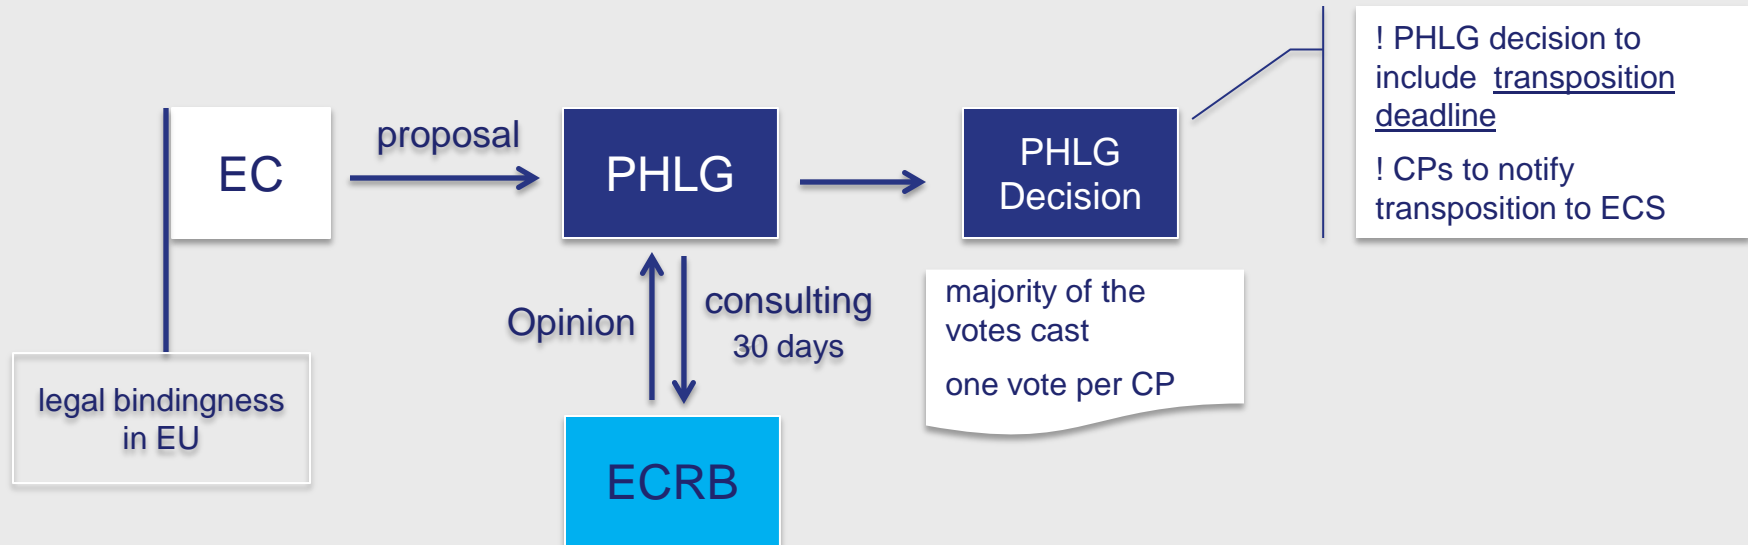 EC
proposal
PHLG
PHLG
Decision
! PHLG decision to
include transposition
deadline
! CPs to notify
transposition to ECS
legal bindingness
in EU
Opinion
consulting
30 days
majority of the
votes cast
one vote per CP
ECRB